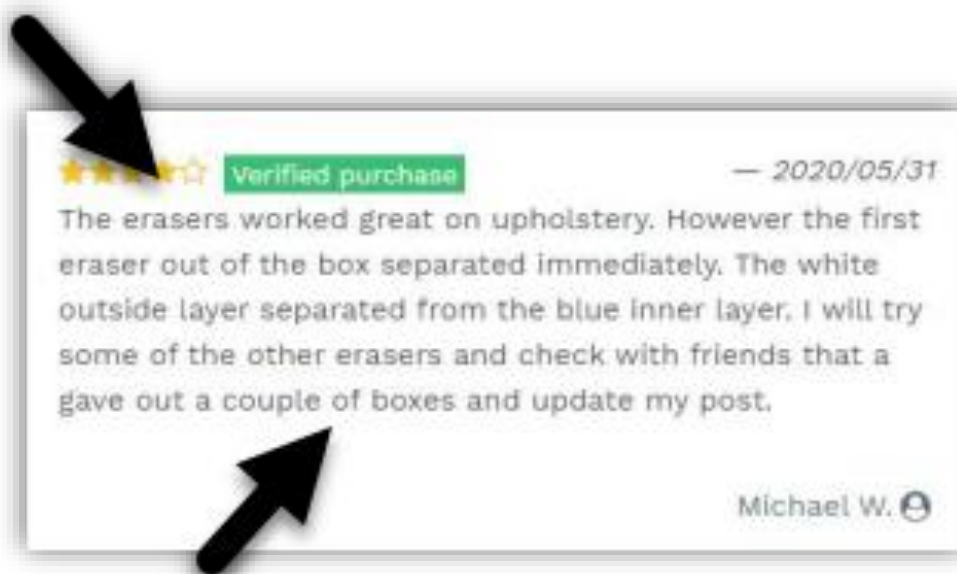 Verified purchase — 2020/05/31
The erasers worked great on upholstery. However the first
eraser out of the box separated immediately. The white
outside layer separated from the blue inner layer. I will try
some of the other erasers and check with friends that a
gave out a couple of boxes and update my post.
Michael W.